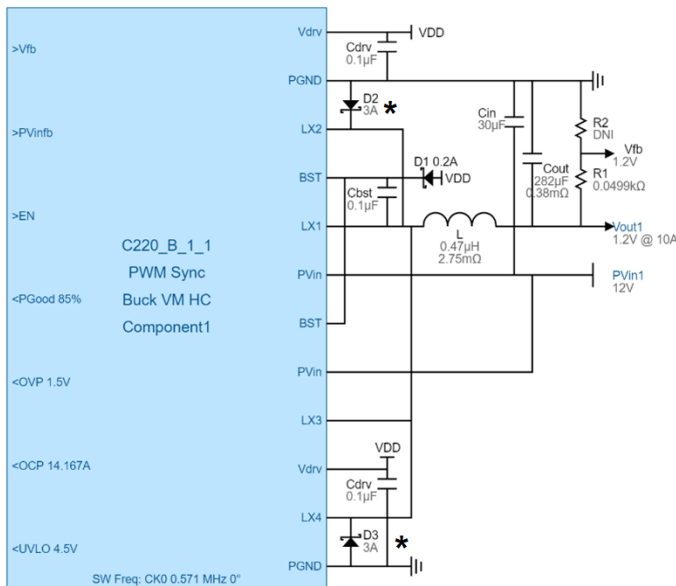 Vdrv
VDD
Cdrv
0.1µF
>Vfb
PGND
D2
3A
*
Cin
30µF
R2
DNI
>PVinfb
LX2
Vfb
1.2V
D1 0.2A
BST
VDD
Cout
282µF
0.38mΩ
R1
0.0499kΩ
Cbst
0.1µF
>EN
LX1
Vout1
1.2V @ 10A
L
0.47µH
2.75mΩ
C220_B_1_1
PWM Sync
Buck VM HC
Component1
PVin
PVin1
12V
<PGood 85%
BST
PVin
<OVP 1.5V
LX3
VDD
<OCP 14.167A
Vdrv
Cdrv
0.1µF
LX4
D3
3A
*
<UVLO 4.5V
PGND
SW Freq: CK0 0.571 MHz 0°